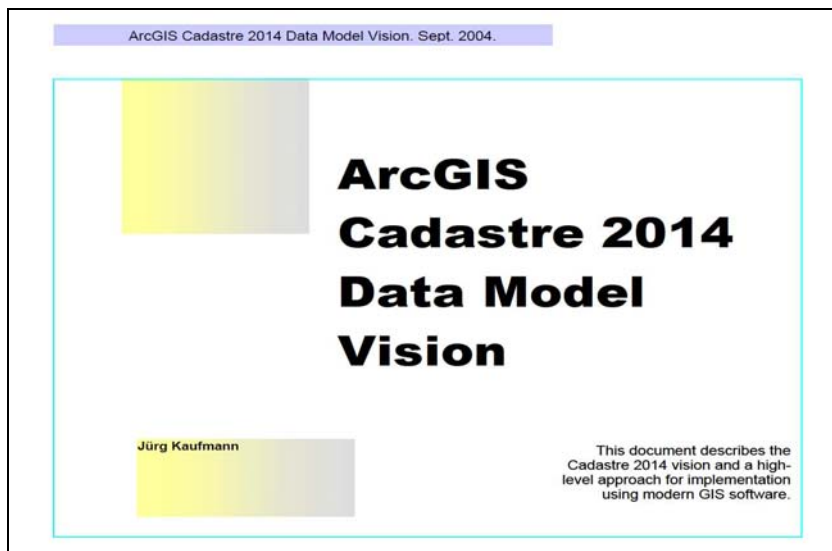 ArcGIS Cadastre 2014 Data Model Vision. Sept. 2004.
ArcGIS
Cadastre 2014
Data Model
Vision
Jürg Kaufmann
This document describes the
Cadastre 2014 vision and a high-
level approach for implementation
using modern GIS software.